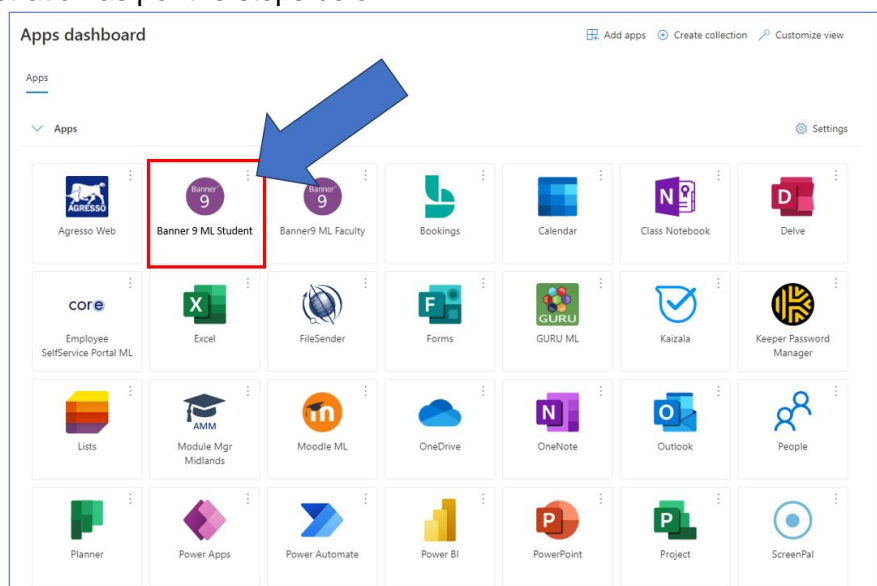 Apps dashboard
Add apps Create collection Customize view
Apps
Apps
Settings
AGRESSO
Banner
9
Banner
9
Agresso Web
Banner 9 ML Student
Banner9 ML Faculty
Bookings
Calendar
Class Notebook
Delve
N
D
core
X
F
GURU
Employee
SelfService Portal ML
Excel
FileSender
Forms
GURU ML
Kaizala
Keeper Password
Manager
AMM
m
N
O
Lists
Module Mgr
Midlands
Moodle ML
OneDrive
OneNote
Outlook
People
P
P
Planner
Power Apps
Power Automate
Power BI
PowerPoint
Project
ScreenPal